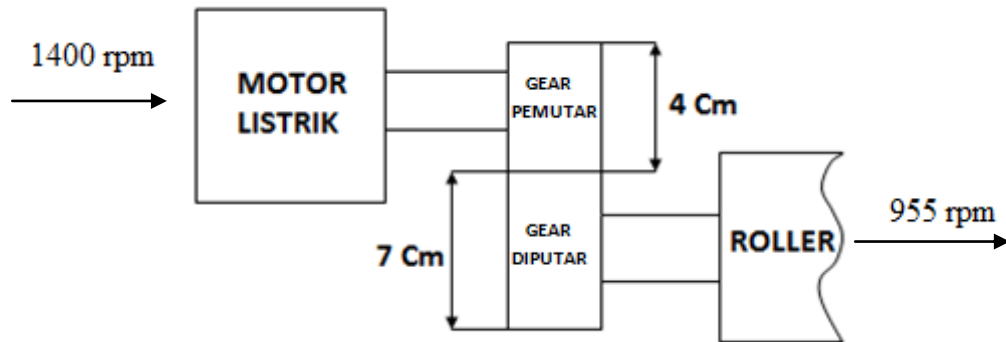 1400 rpm
MOTOR
LISTRIK
GEAR
PEMUTAR
4 Cm
7 Cm
GEAR
DIPUTAR
ROLLER
955 rpm